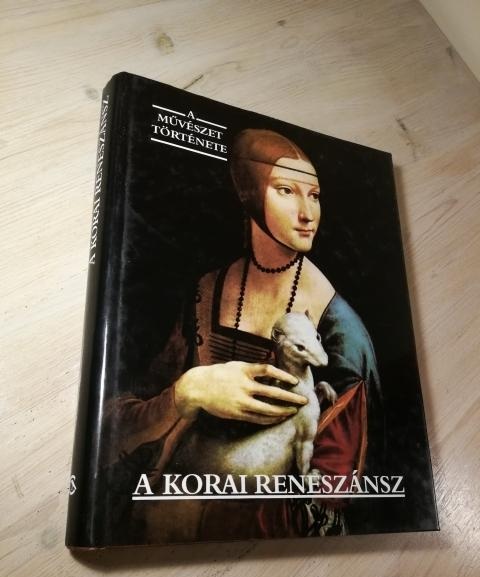 A
MŰVÉSZET
TÖRTÉNETE
A KORAI RENESZÁNSZ
A KORAI RENESZÁNSZ